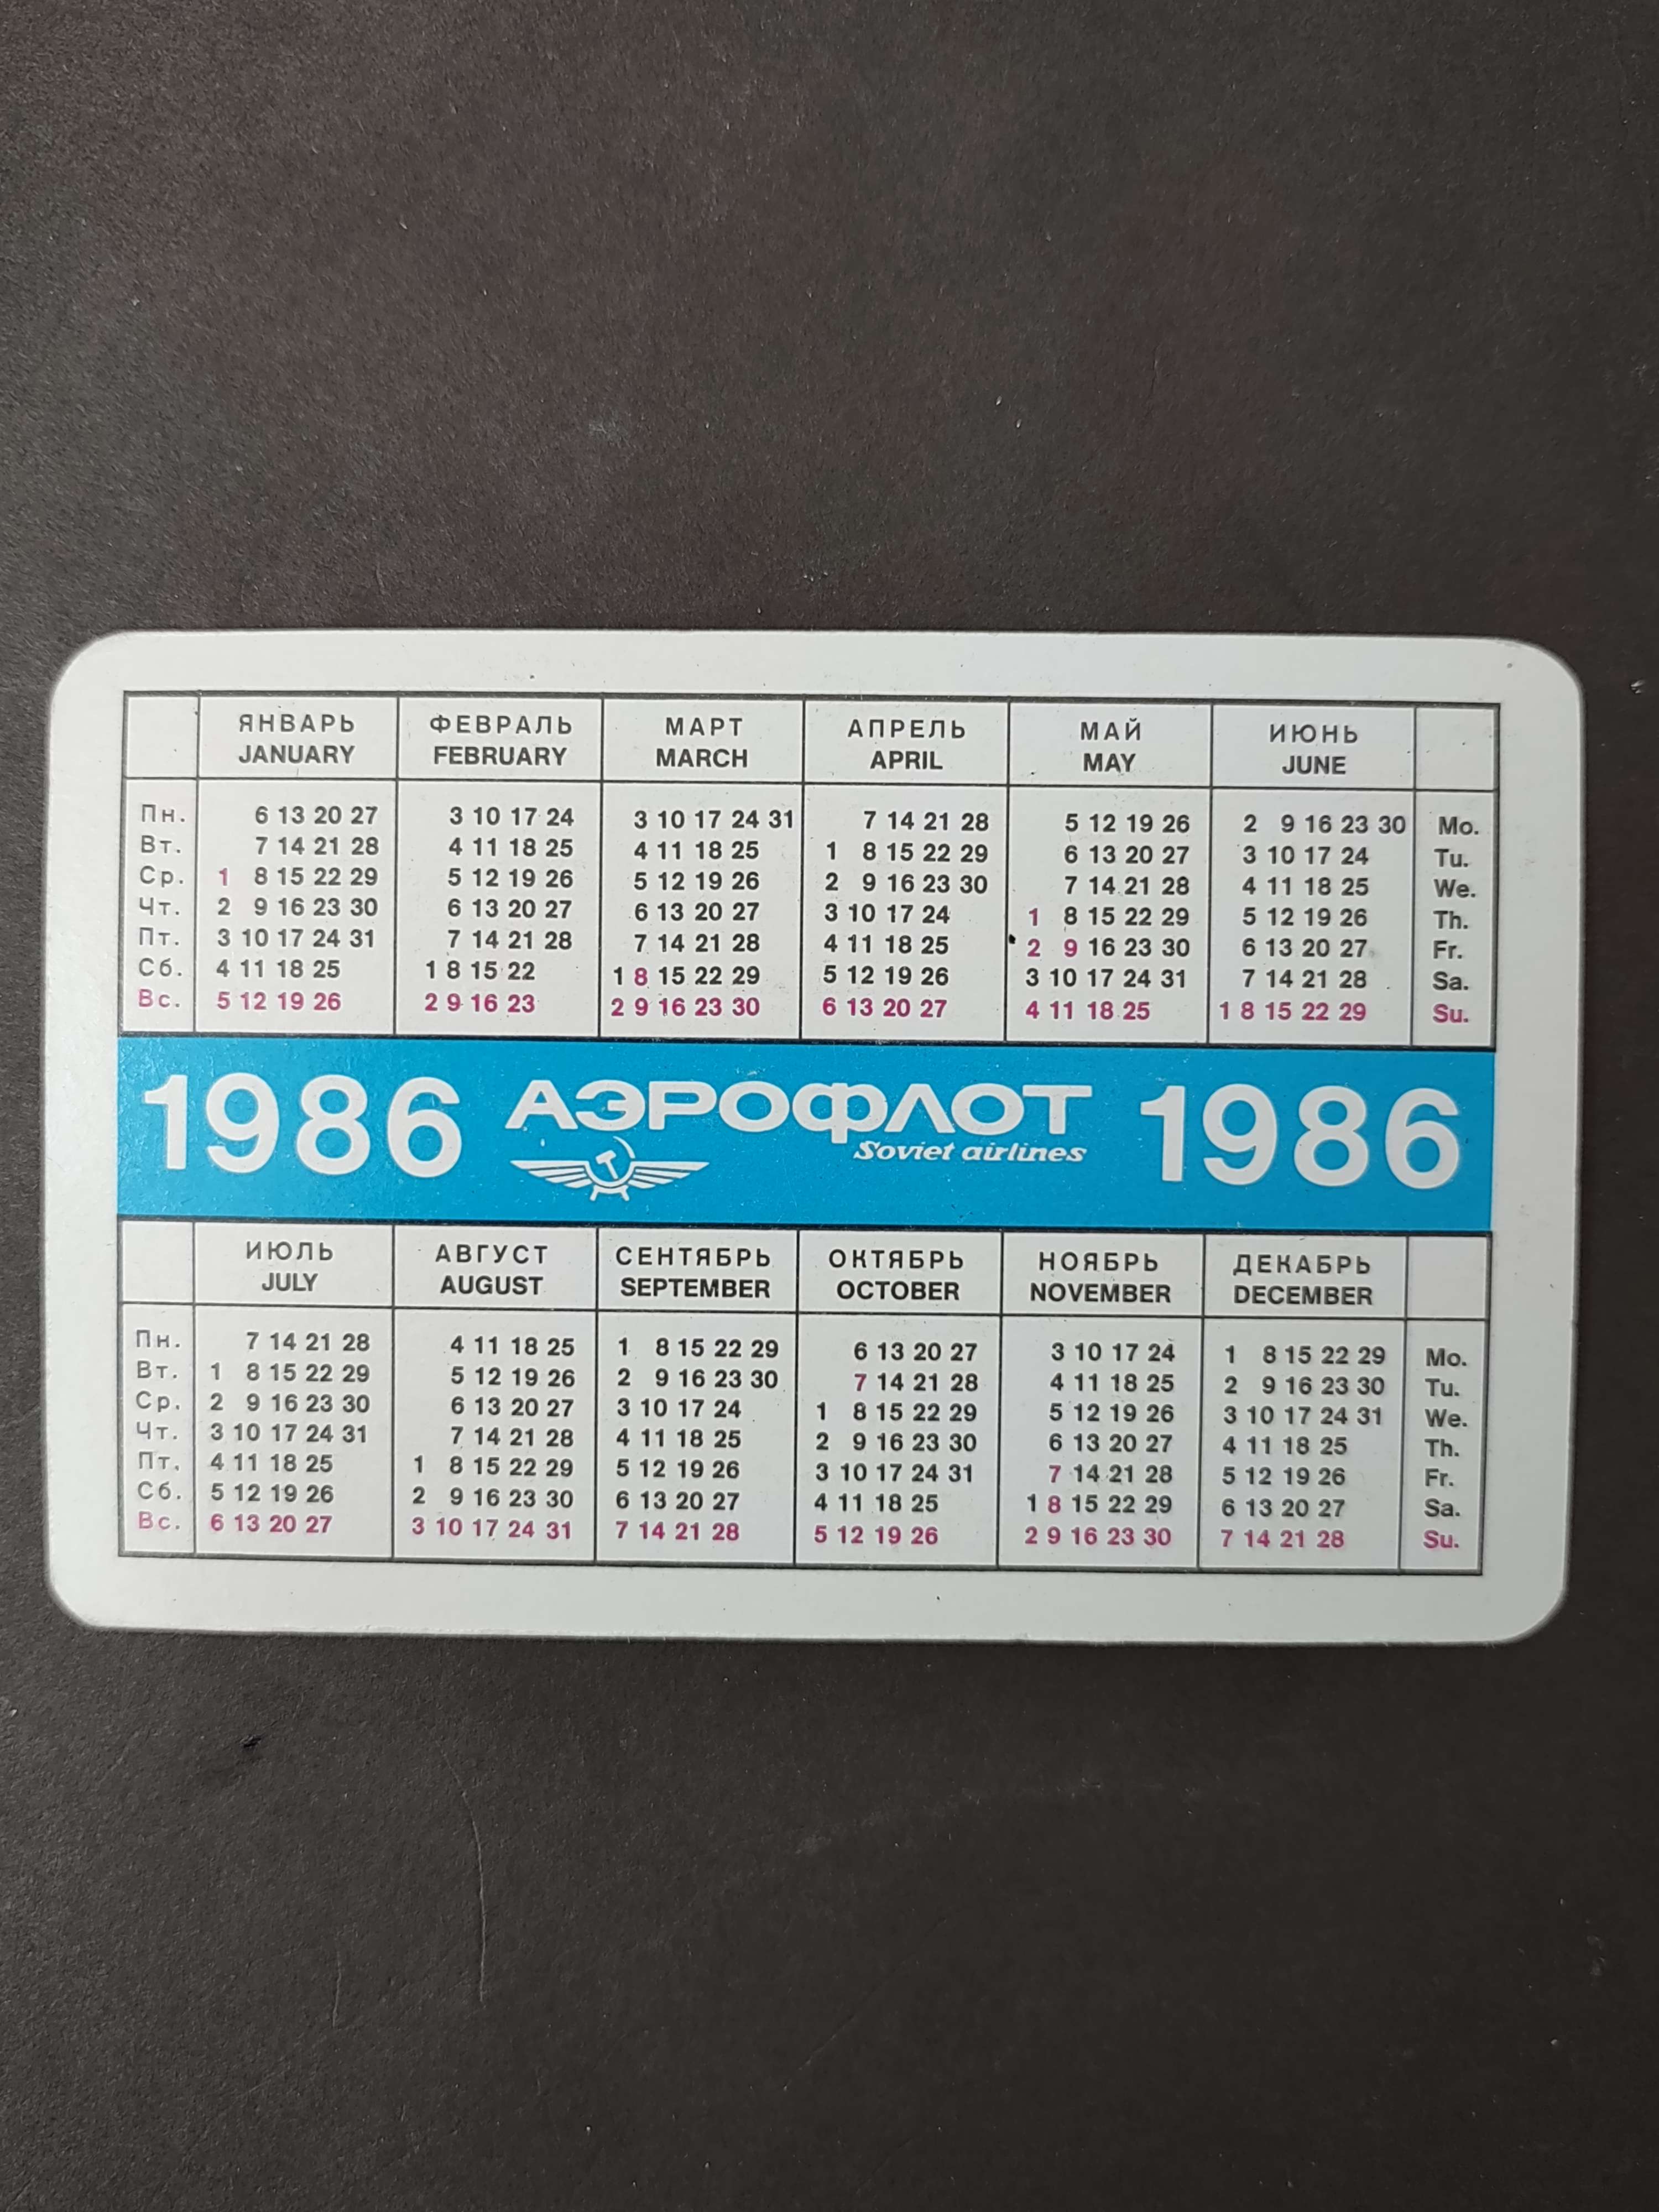 ЯНВАРЬ ФЕВРАЛЬ МАРТ АПРЕЛЬ МАЙ ИЮНЬ
JANUARY FEBRUARY MARCH APRIL MAY JUNE
Пн. 6 13 20 27 3 10 17 24 3 10 17 24 31 7 14 21 28 5 12 19 26 2 9 16 23 30 Mo.
Вт. 7 14 21 28 4 11 18 25 4 11 18 25 1 8 15 22 29 6 13 20 27 3 10 17 24 Tu.
Ср. 1 8 15 22 29 5 12 19 26 5 12 19 26 2 9 16 23 30 7 14 21 28 4 11 18 25 We.
Чт. 2 9 16 23 30 6 13 20 27 6 13 20 27 3 10 17 24 1 8 15 22 29 5 12 19 26 Th.
Пт. 3 10 17 24 31 7 14 21 28 7 14 21 28 4 11 18 25 2 9 16 23 30 6 13 20 27 Fr.
Сб. 4 11 18 25 1 8 15 22 1 8 15 22 29 5 12 19 26 3 10 17 24 31 7 14 21 28 Sa.
Вс. 5 12 19 26 2 9 16 23 2 9 16 23 30 6 13 20 27 4 11 18 25 1 8 15 22 29 Su.
1986 АЭРОФЛОТ 1986
Soviet airlines
ИЮЛЬ АВГУСТ СЕНТЯБРЬ ОКТЯБРЬ НОЯБРЬ ДЕКАБРЬ
JULY AUGUST SEPTEMBER OCTOBER NOVEMBER DECEMBER
Пн. 7 14 21 28 4 11 18 25 1 8 15 22 29 6 13 20 27 3 10 17 24 1 8 15 22 29 Mo.
Вт. 1 8 15 22 29 5 12 19 26 2 9 16 23 30 7 14 21 28 4 11 18 25 2 9 16 23 30 Tu.
Ср. 2 9 16 23 30 6 13 20 27 3 10 17 24 1 8 15 22 29 5 12 19 26 3 10 17 24 31 We.
Чт. 3 10 17 24 31 7 14 21 28 4 11 18 25 2 9 16 23 30 6 13 20 27 4 11 18 25 Th.
Пт. 4 11 18 25 1 8 15 22 29 5 12 19 26 3 10 17 24 31 7 14 21 28 5 12 19 26 Fr.
Сб. 5 12 19 26 2 9 16 23 30 6 13 20 27 4 11 18 25 1 8 15 22 29 6 13 20 27 Sa.
Вс. 6 13 20 27 3 10 17 24 31 7 14 21 28 5 12 19 26 2 9 16 23 30 7 14 21 28 Su.